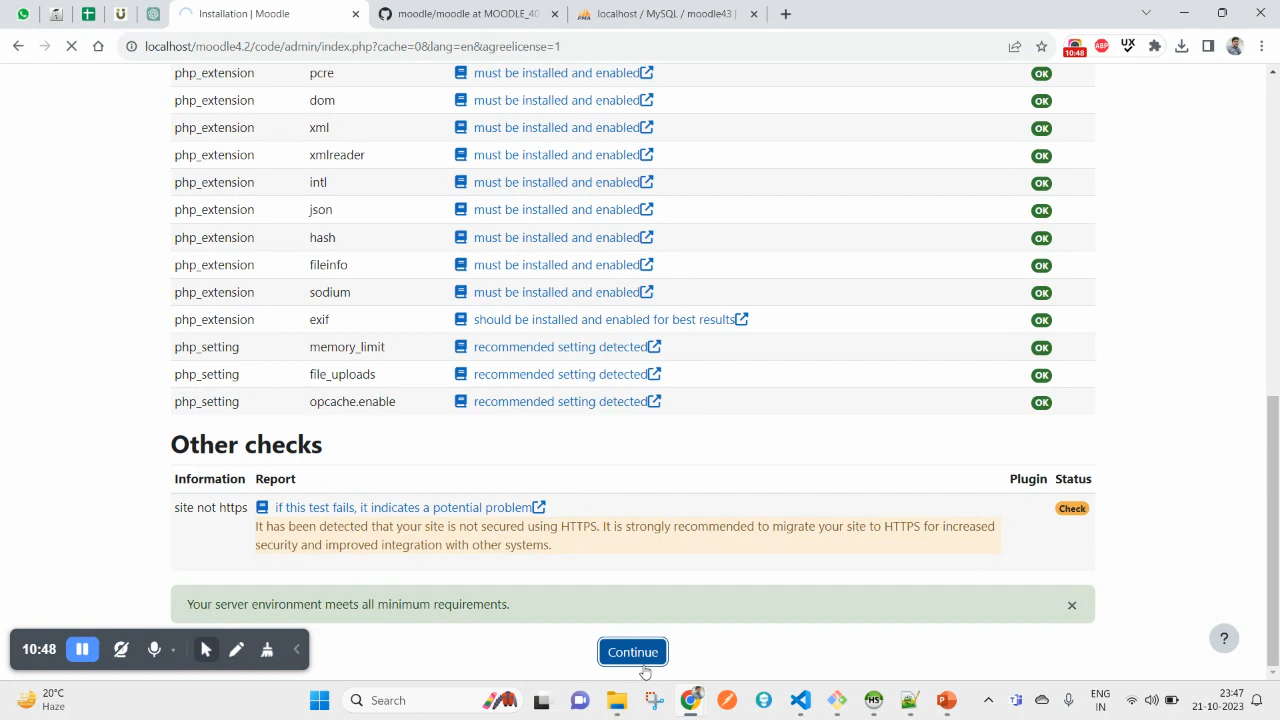 Installation | Moodle
moodle/moodle at MOODLE_40
localhost / MySQL / moodle43 |
localhost/moodle4.2/code/admin/index.php?cache=0&lang=en&agreelicense=1
10:48
ABP
UX
php_extension pcre must be installed and enabled OK
php_extension dom must be installed and enabled OK
php_extension xml must be installed and enabled OK
php_extension xmlreader must be installed and enabled OK
php_extension intl must be installed and enabled OK
php_extension json must be installed and enabled OK
php_extension hash must be installed and enabled OK
php_extension fileinfo must be installed and enabled OK
php_extension sodium must be installed and enabled OK
php_extension exif should be installed and enabled for best results OK
php_setting memory_limit recommended setting detected OK
php_setting file_uploads recommended setting detected OK
php_setting opcache.enable recommended setting detected OK
Other checks
Information Report Plugin Status
site not https if this test fails, it indicates a potential problem Check
It has been detected that your site is not secured using HTTPS. It is strongly recommended to migrate your site to HTTPS for increased
security and improved integration with other systems.
Your server environment meets all minimum requirements.
10:48
Continue
?
20°C
Haze
Search
HS
ENG
IN
23:47
21-10-2023